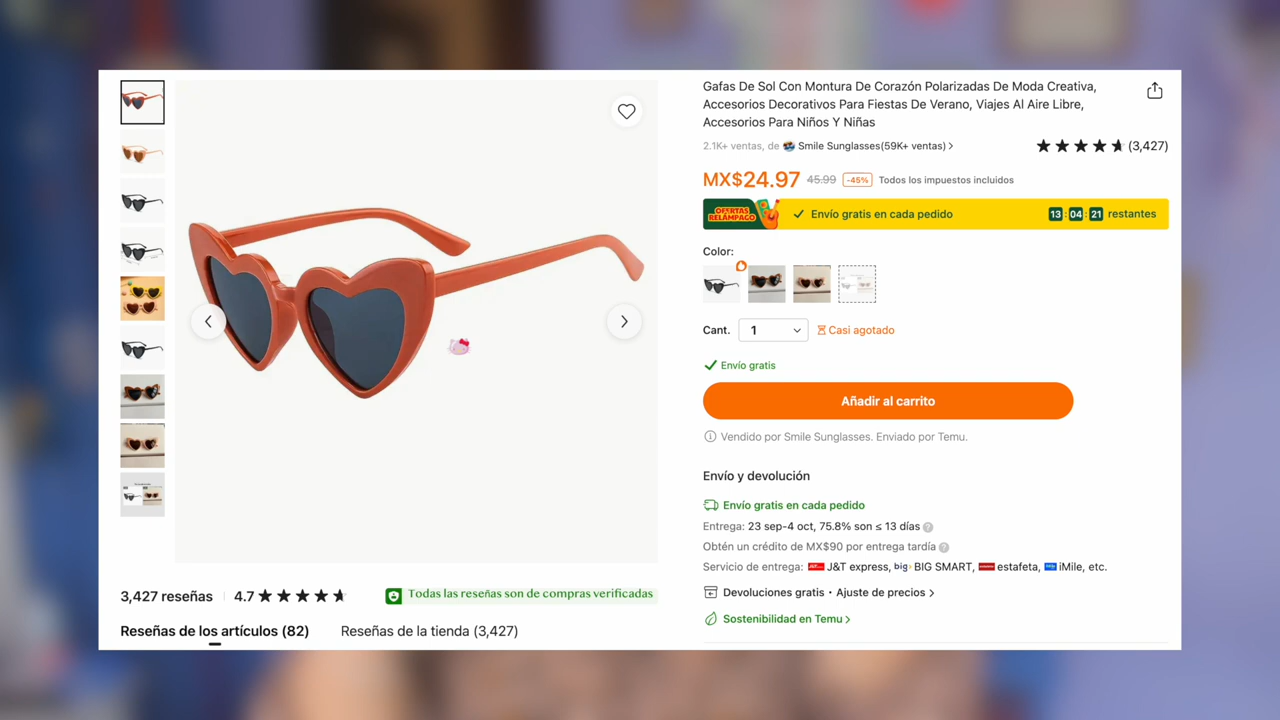 Gafas De Sol Con Montura De Corazón Polarizadas De Moda Creativa,
Accesorios Decorativos Para Fiestas De Verano, Viajes Al Aire Libre,
Accesorios Para Niños Y Niñas
2.1K+ ventas, de Smile Sunglasses(59K+ ventas)
(3,427)
MX$24.97 45.99 -45% Todos los impuestos incluidos
OFERTAS RELÁMPAGO
Envío gratis en cada pedido
13:04:21 restantes
Color:
Cant. 1 Casi agotado
Envío gratis
Añadir al carrito
Vendido por Smile Sunglasses. Enviado por Temu.
Envío y devolución
Envío gratis en cada pedido
Entrega: 23 sep-4 oct, 75.8% son ≤ 13 días
Obtén un crédito de MX$90 por entrega tardía
Servicio de entrega: J&T express, big BIG SMART, estafeta, iMile, etc.
Devoluciones gratis · Ajuste de precios
Sostenibilidad en Temu
3,427 reseñas 4.7
Todas las reseñas son de compras verificadas
Reseñas de los artículos (82)
Reseñas de la tienda (3,427)